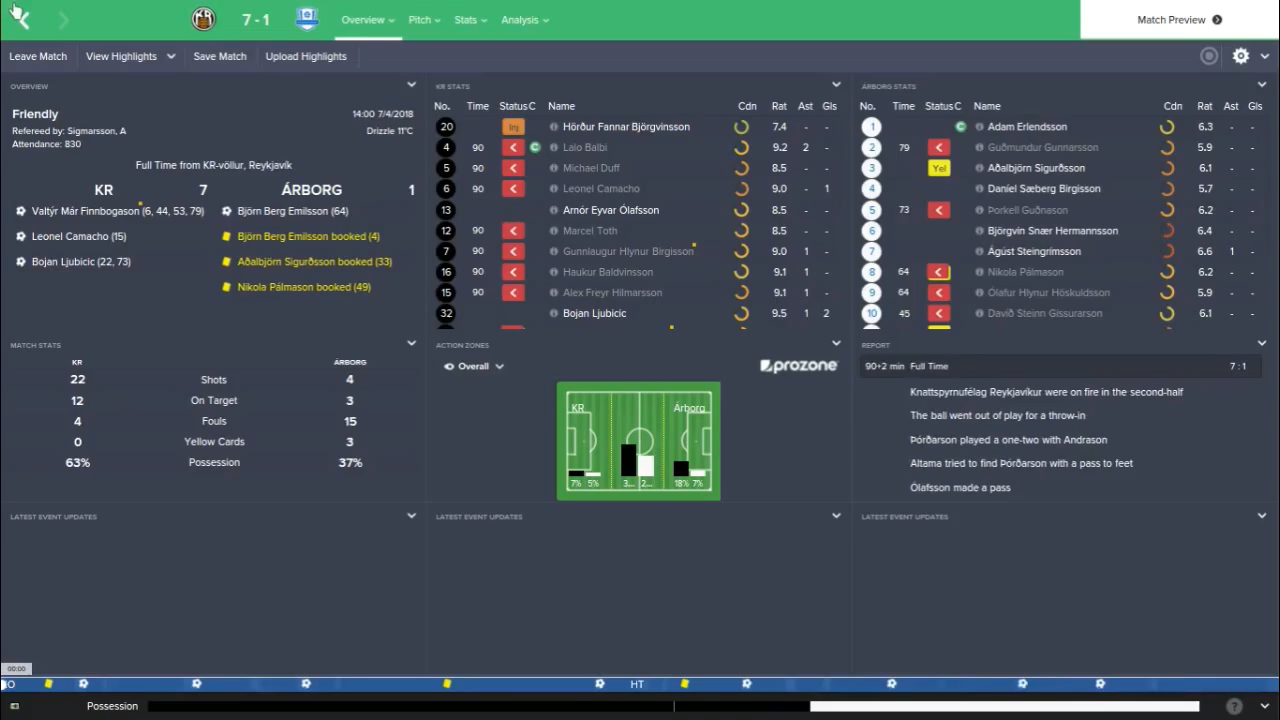 KR 7 - 1 Overview Pitch Stats Analysis Match Preview
Leave Match View Highlights Save Match Upload Highlights
OVERVIEW
Friendly 14:00 7/4/2018
Refereed by: Sigmarsson, A Drizzle 11°C
Attendance: 830
Full Time from KR-völlur, Reykjavík
KR 7 ÁRBORG 1
Valtýr Már Finnbogason (6, 44, 53, 79) Björn Berg Emilsson (64)
Leonel Camacho (15) Björn Berg Emilsson booked (4)
Bojan Ljubicic (22, 73) Aðalbjörn Sigurðsson booked (33)
Nikola Pálmason booked (49)
KR STATS
No. Time Status C Name Cdn Rat Ast Gls
20 Inj Hörður Fannar Björgvinsson 7.4 - -
4 90 C Lalo Balbi 9.2 2 -
5 90 Michael Duff 8.5 - -
6 90 Leonel Camacho 9.0 - 1
13 Arnór Eyvar Ólafsson 8.5 - -
12 90 Marcel Toth 8.5 - -
7 90 Gunnlaugur Hlynur Birgisson 9.0 1 -
16 90 Haukur Baldvinsson 9.1 1 -
15 90 Alex Freyr Hilmarsson 9.1 1 -
32 Bojan Ljubicic 9.5 1 2
ÁRBORG STATS
No. Time Status C Name Cdn Rat Ast Gls
1 C Adam Erlendsson 6.3 - -
2 79 Guðmundur Gunnarsson 5.9 - -
3 Yel Aðalbjörn Sigurðsson 6.1 - -
4 Daníel Sæberg Birgisson 5.7 - -
5 73 Þorkell Guðnason 6.2 - -
6 Björgvin Snær Hermannsson 6.4 - -
7 Ágúst Steingrímsson 6.6 1 -
8 64 Nikola Pálmason 6.2 - -
9 64 Ólafur Hlynur Höskuldsson 5.9 - -
10 45 Davíð Steinn Gissurarson 6.1 - -
MATCH STATS
KR ÁRBORG
22 Shots 4
12 On Target 3
4 Fouls 15
0 Yellow Cards 3
63% Possession 37%
ACTION ZONES
Overall prozone
KR Árborg
7% 5% 3... 2... 18% 7%
REPORT
90+2 min Full Time 7 : 1
Knattspyrnufélag Reykjavíkur were on fire in the second-half
The ball went out of play for a throw-in
Þórðarson played a one-two with Andrason
Altama tried to find Þórðarson with a pass to feet
Ólafsson made a pass
LATEST EVENT UPDATES LATEST EVENT UPDATES LATEST EVENT UPDATES
00:00
HT
Possession ?